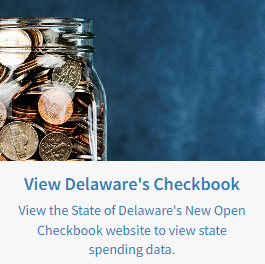 View Delaware's Checkbook
View the State of Delaware's New Open
Checkbook website to view state
spending data.